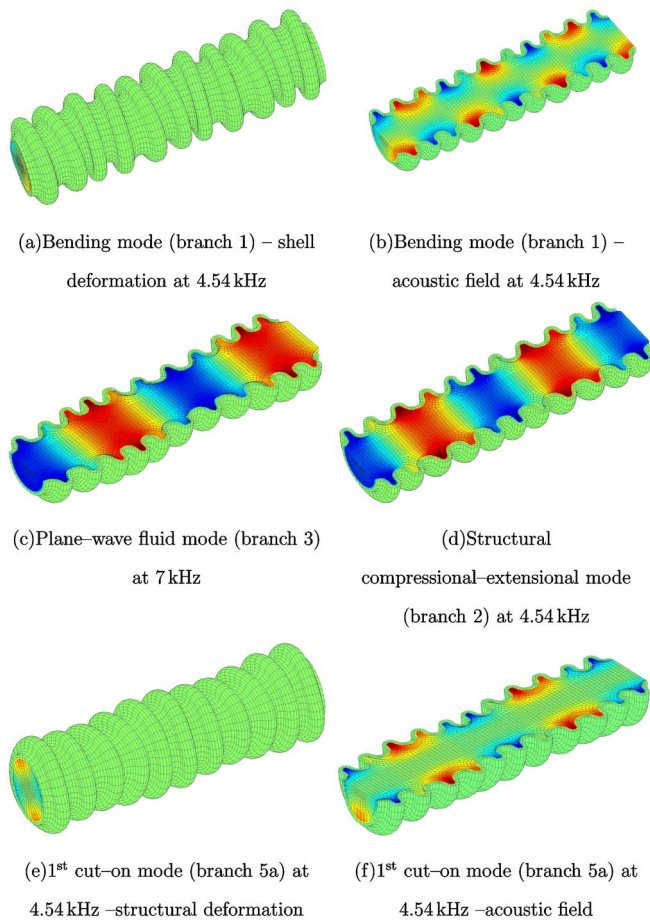 (a)Bending mode (branch 1) – shell
deformation at 4.54 kHz
(b)Bending mode (branch 1) –
acoustic field at 4.54 kHz
(c)Plane–wave fluid mode (branch 3)
at 7 kHz
(d)Structural
compressional–extensional mode
(branch 2) at 4.54 kHz
(e)1st cut–on mode (branch 5a) at
4.54 kHz –structural deformation
(f)1st cut–on mode (branch 5a) at
4.54 kHz –acoustic field